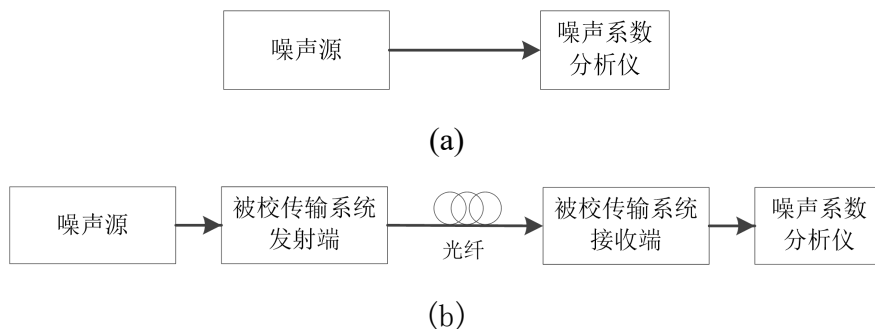 噪声源
噪声系数
分析仪
(a)
噪声源
被校传输系统
发射端
光纤
被校传输系统
接收端
噪声系数
分析仪
(b)